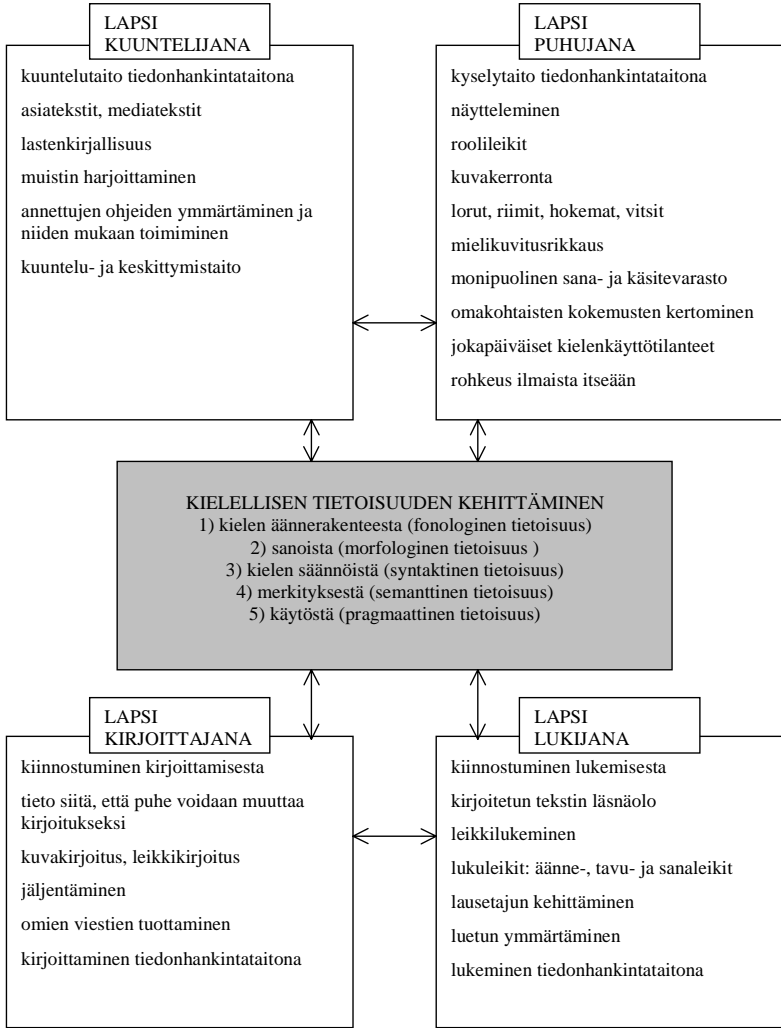 LAPSI
KUUNTELIJANA
kuuntelutaito tiedonhankintataitona
asiatekstit, mediatekstit
lastenkirjallisuus
muistin harjoittaminen
annettujen ohjeiden ymmärtäminen ja
niiden mukaan toimiminen
kuuntelu- ja keskittymistaito
LAPSI
PUHUJANA
kyselytaito tiedonhankintataitona
näytteleminen
roolileikit
kuvakerronta
lorut, riimit, hokemat, vitsit
mielikuvitusrikkaus
monipuolinen sana- ja käsitevarasto
omakohtaisten kokemusten kertominen
jokapäiväiset kielenkäyttötilanteet
rohkeus ilmaista itseään
KIELELLISEN TIETOISUUDEN KEHITTÄMINEN
1) kielen äännerakenteesta (fonologinen tietoisuus)
2) sanoista (morfologinen tietoisuus )
3) kielen säännöistä (syntaktinen tietoisuus)
4) merkityksestä (semanttinen tietoisuus)
5) käytöstä (pragmaattinen tietoisuus)
LAPSI
KIRJOITTAJANA
kiinnostuminen kirjoittamisesta
tieto siitä, että puhe voidaan muuttaa
kirjoitukseksi
kuvakirjoitus, leikkikirjoitus
jäljentäminen
omien viestien tuottaminen
kirjoittaminen tiedonhankintataitona
LAPSI
LUKIJANA
kiinnostuminen lukemisesta
kirjoitetun tekstin läsnäolo
leikkilukeminen
lukuleikit: äänne-, tavu- ja sanaleikit
lausetajun kehittäminen
luetun ymmärtäminen
lukeminen tiedonhankintataitona